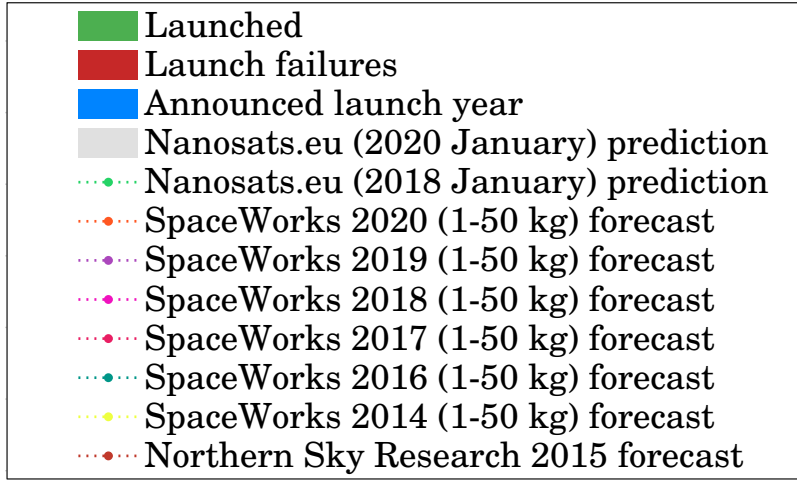 Launched
Launch failures
Announced launch year
Nanosats.eu (2020 January) prediction
Nanosats.eu (2018 January) prediction
SpaceWorks 2020 (1-50 kg) forecast
SpaceWorks 2019 (1-50 kg) forecast
SpaceWorks 2018 (1-50 kg) forecast
SpaceWorks 2017 (1-50 kg) forecast
SpaceWorks 2016 (1-50 kg) forecast
SpaceWorks 2014 (1-50 kg) forecast
Northern Sky Research 2015 forecast